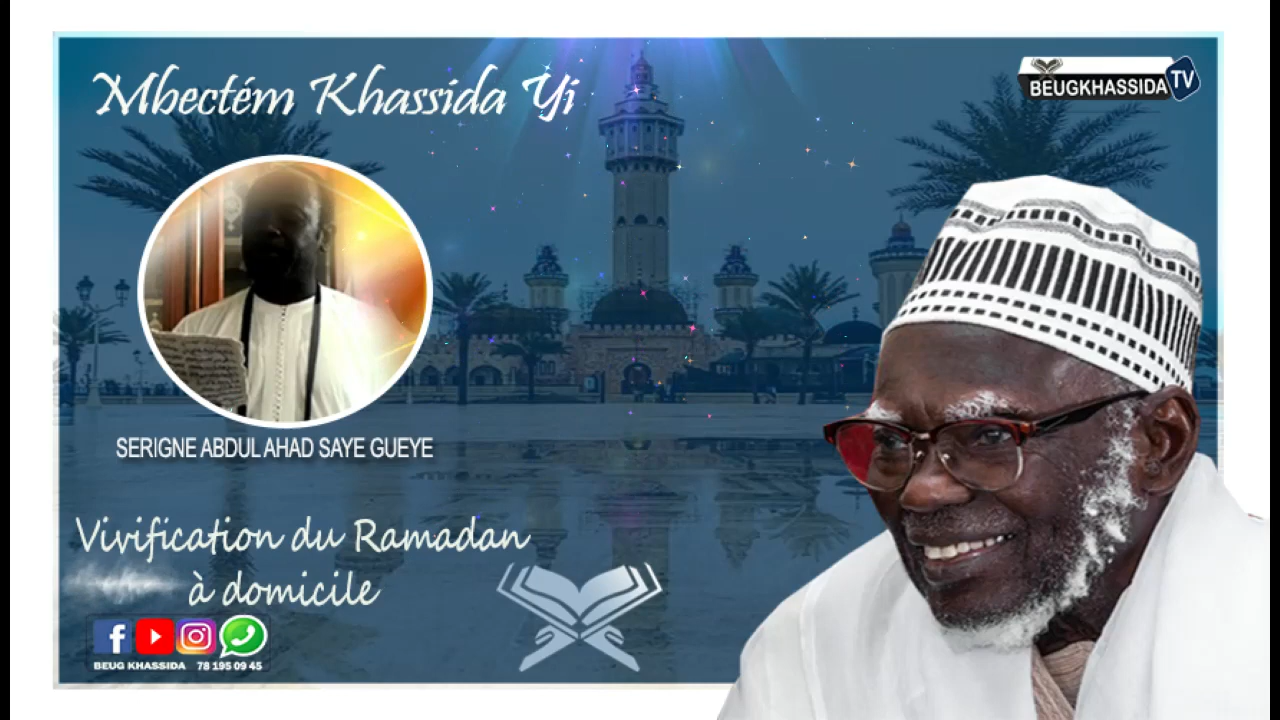 Mbectém Khassida Yi
BEUGKHASSIDA TV
SERIGNE ABDUL AHAD SAYE GUEYE
Vivification du Ramadan
à domicile
BEUG KHASSIDA 78 195 09 45